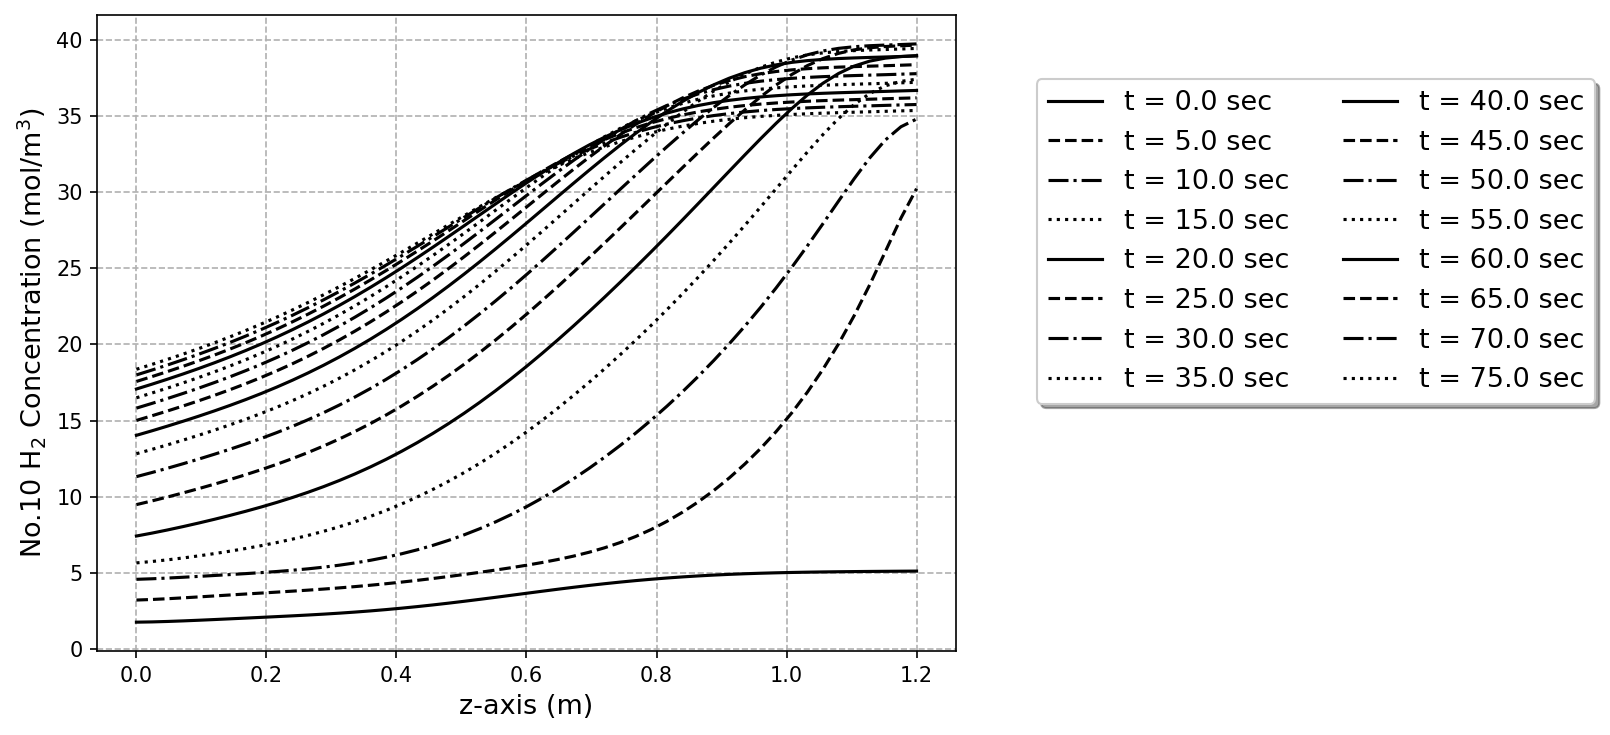 No.10 H₂ Concentration (mol/m³)
40
35
30
25
20
15
10
5
0
0.0 0.2 0.4 0.6 0.8 1.0 1.2
z-axis (m)
t = 0.0 sec
t = 5.0 sec
t = 10.0 sec
t = 15.0 sec
t = 20.0 sec
t = 25.0 sec
t = 30.0 sec
t = 35.0 sec
t = 40.0 sec
t = 45.0 sec
t = 50.0 sec
t = 55.0 sec
t = 60.0 sec
t = 65.0 sec
t = 70.0 sec
t = 75.0 sec